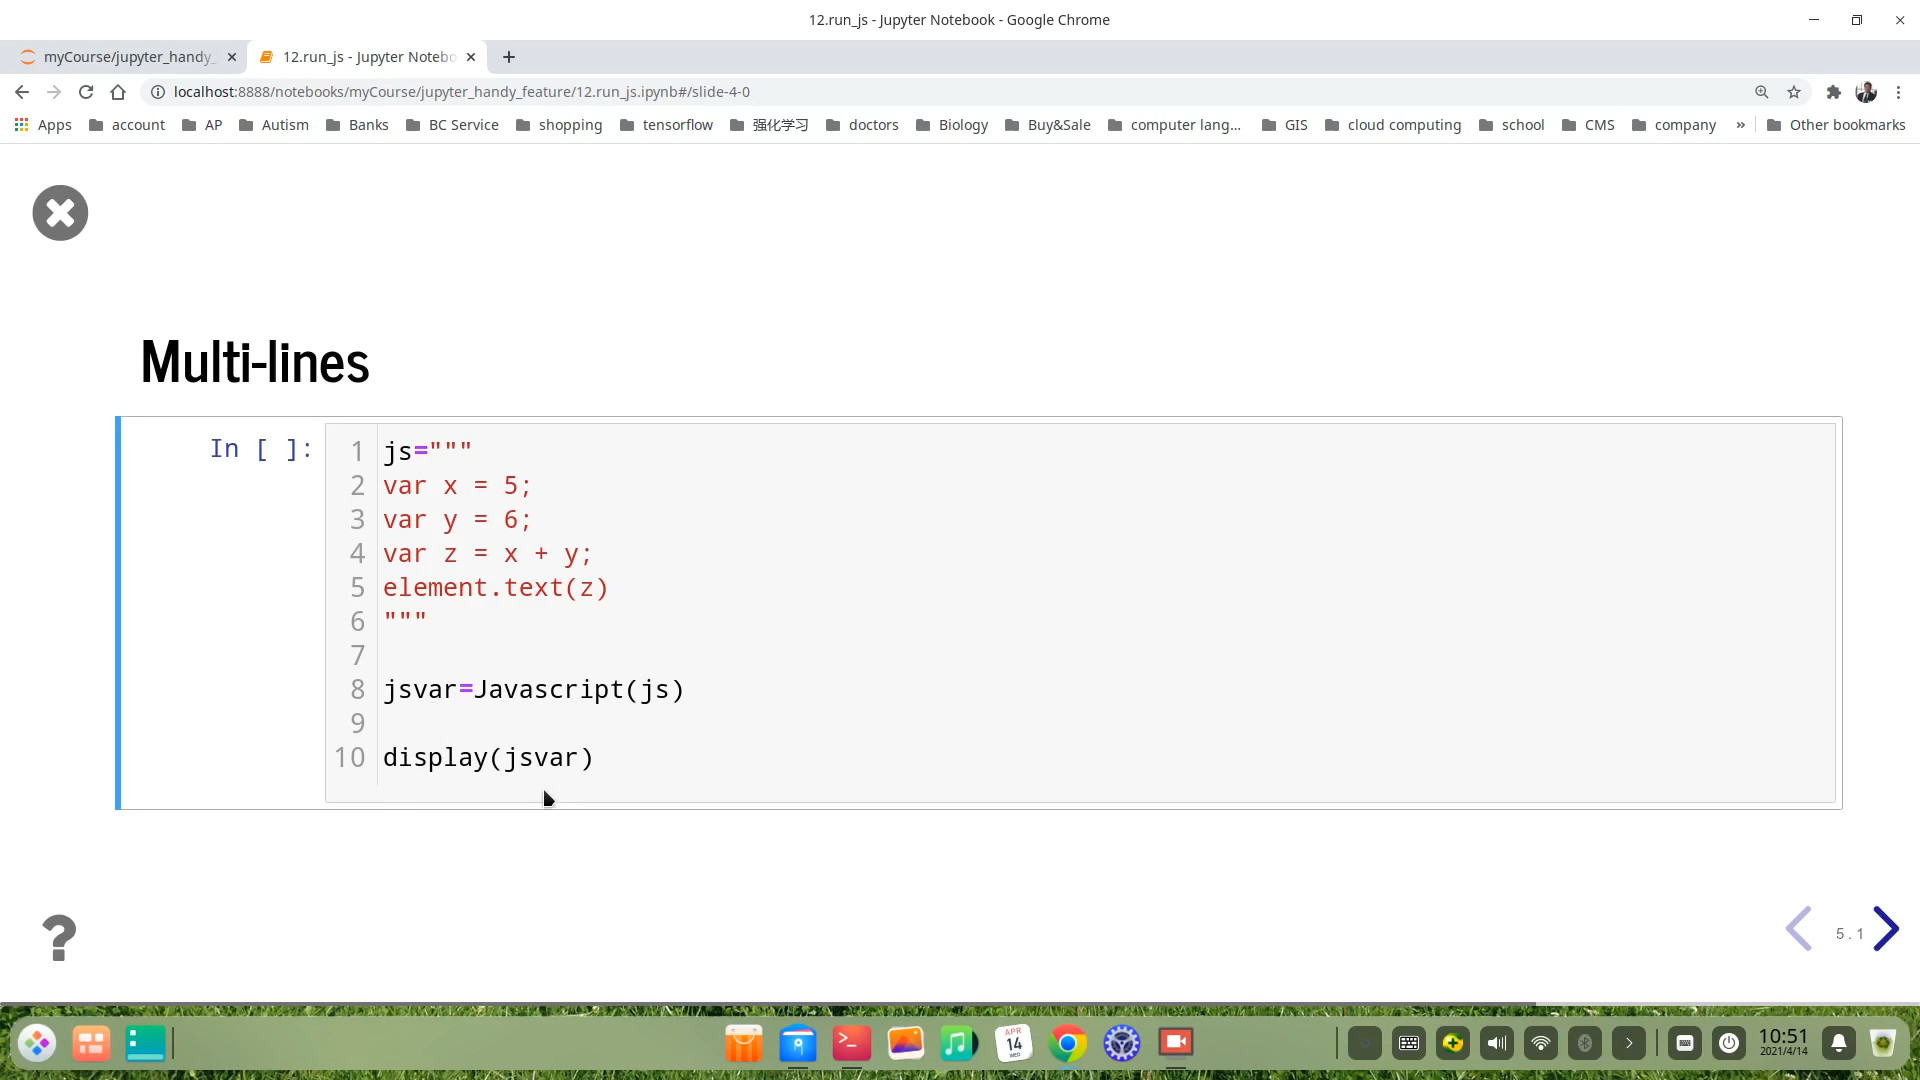 12.run_js - Jupyter Notebook - Google Chrome
myCourse/jupyter_handy_
12.run_js - Jupyter Notebo
localhost:8888/notebooks/myCourse/jupyter_handy_feature/12.run_js.ipynb#/slide-4-0
Apps account AP Autism Banks BC Service shopping tensorflow 强化学习 doctors Biology Buy&Sale computer lang... GIS cloud computing school CMS company » Other bookmarks
Multi-lines
In [ ]:
1 js="""
2 var x = 5;
3 var y = 6;
4 var z = x + y;
5 element.text(z)
6 """
7
8 jsvar=Javascript(js)
9
10 display(jsvar)
?
5.1
APR
14
WED
10:51
2021/4/14